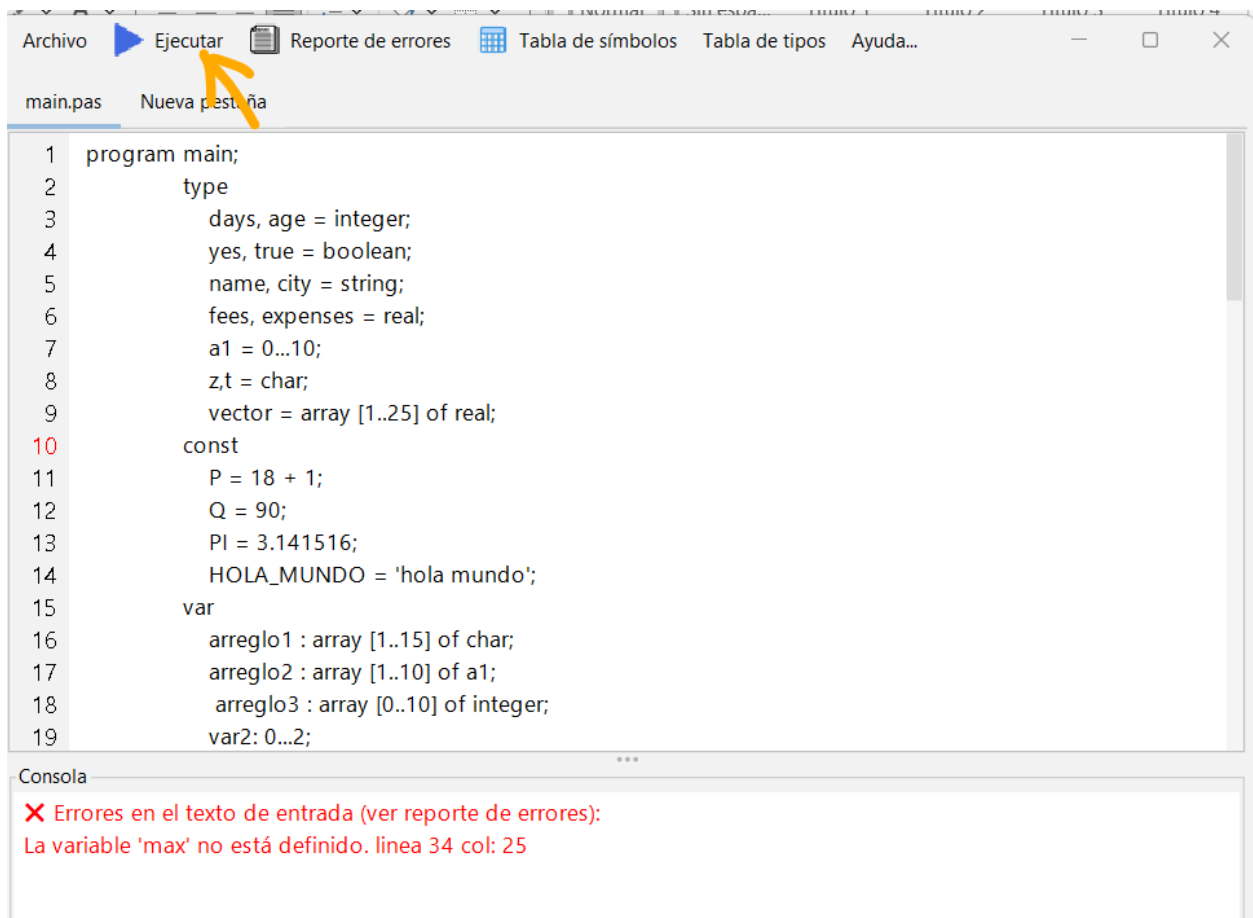 Archivo Ejecutar Reporte de errores Tabla de símbolos Tabla de tipos Ayuda...
main.pas Nueva pestaña
1 program main;
2 type
3 days, age = integer;
4 yes, true = boolean;
5 name, city = string;
6 fees, expenses = real;
7 a1 = 0...10;
8 z,t = char;
9 vector = array [1..25] of real;
10 const
11 P = 18 + 1;
12 Q = 90;
13 PI = 3.141516;
14 HOLA_MUNDO = 'hola mundo';
15 var
16 arreglo1 : array [1..15] of char;
17 arreglo2 : array [1..10] of a1;
18 arreglo3 : array [0..10] of integer;
19 var2: 0...2;
Consola
❌ Errores en el texto de entrada (ver reporte de errores):
La variable 'max' no está definido. linea 34 col: 25